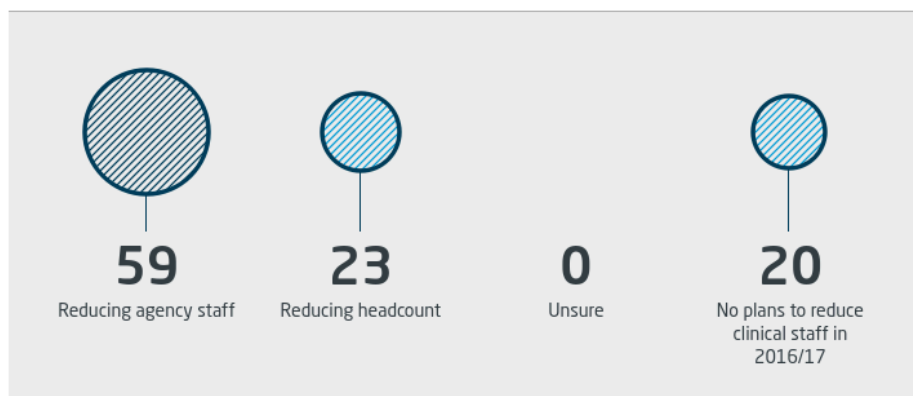 59
Reducing agency staff
23
Reducing headcount
0
Unsure
20
No plans to reduce
clinical staff in
2016/17